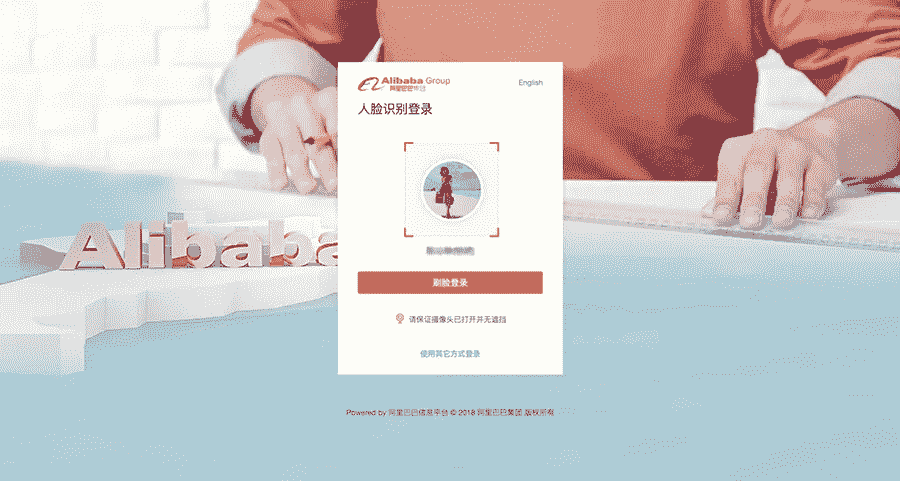 Alibaba Group
阿里巴巴集团
English
人脸识别登录
Alibaba
刷脸登录
请保证摄像头已打开并无遮挡
使用其它方式登录
Powered by 阿里巴巴信息平台 © 2018 阿里巴巴集团 版权所有